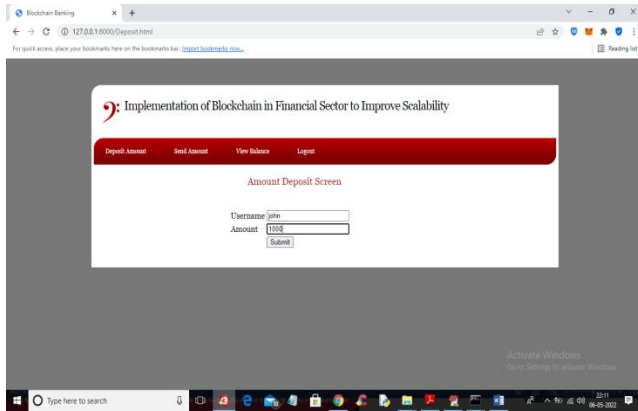 Blockchain Banking
127.0.0.1:8000/Deposit.html
For quick access, place your bookmarks here on the bookmarks bar. Import bookmarks now...
Reading list
Implementation of Blockchain in Financial Sector to Improve Scalability
Deposit Amount Send Amount View Balance Logout
Amount Deposit Screen
Username john
Amount 1000
Submit
Activate Windows
Go to Settings to activate Windows.
Type here to search
22:11
06-05-2022